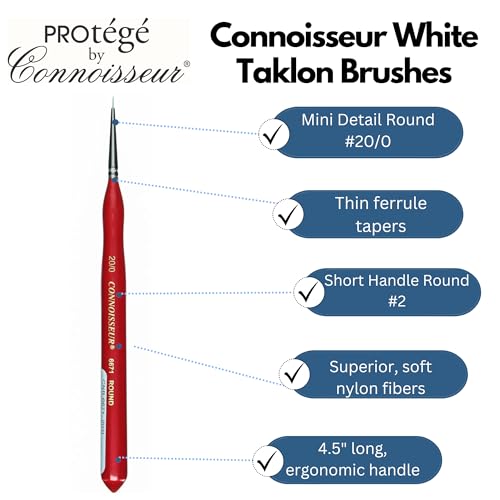 PROtégé
by
Connoisseur®
Connoisseur White
Taklon Brushes
Mini Detail Round
#20/0
Thin ferrule
tapers
Short Handle Round
#2
Superior, soft
nylon fibers
4.5" long,
ergonomic handle
20/0 CONNOISSEUR® 6671 ROUND